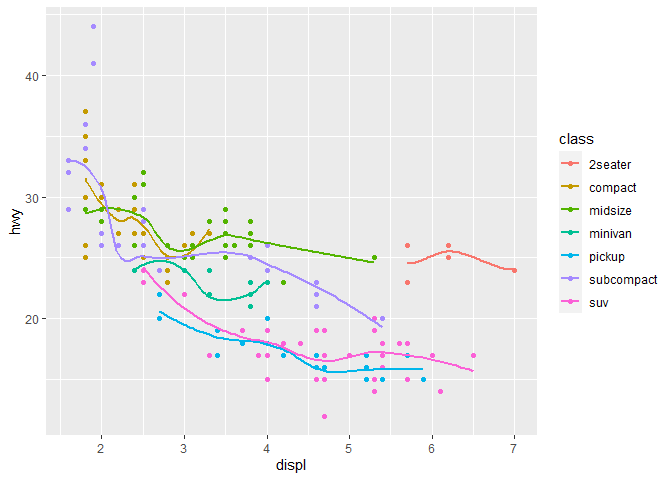 40
30
20
hwy
2 3 4 5 6 7
displ
class
2seater
compact
midsize
minivan
pickup
subcompact
suv